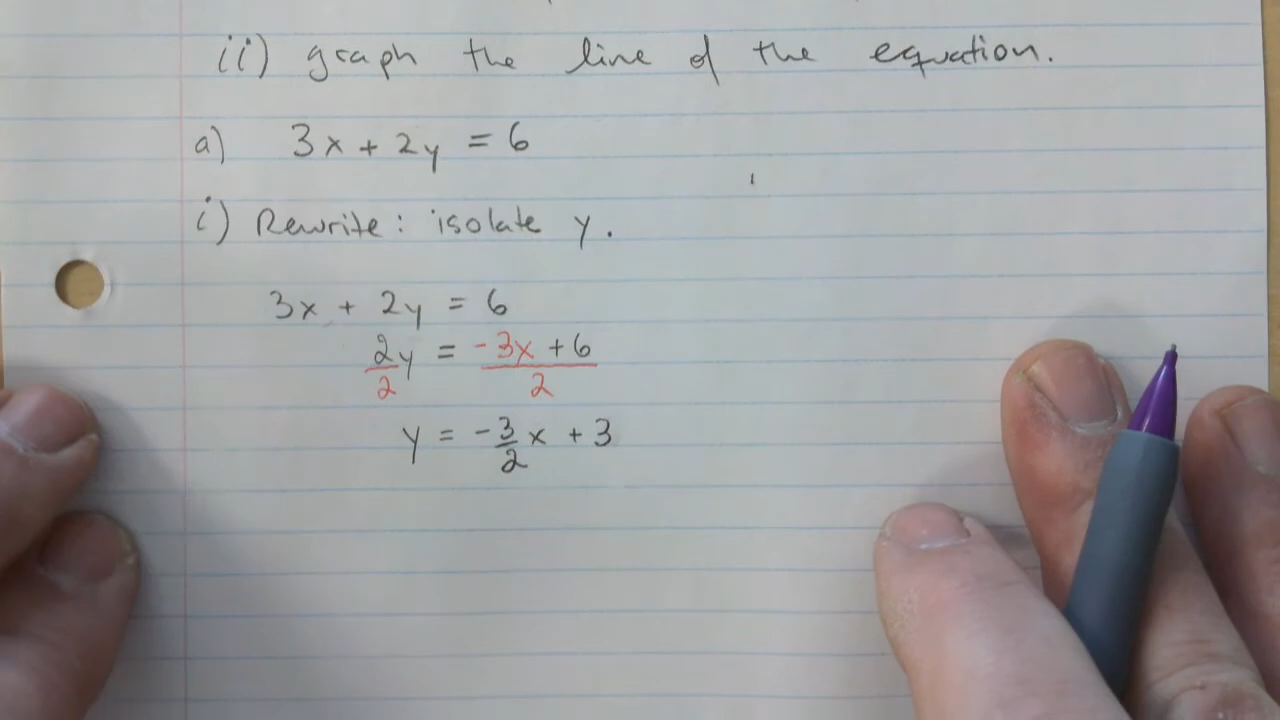 ii) graph the line of the equation.
a) 3x + 2y = 6
i) Rewrite: isolate y.
3x + 2y = 6
2y/2 = (-3x + 6)/2
y = -3/2 x + 3